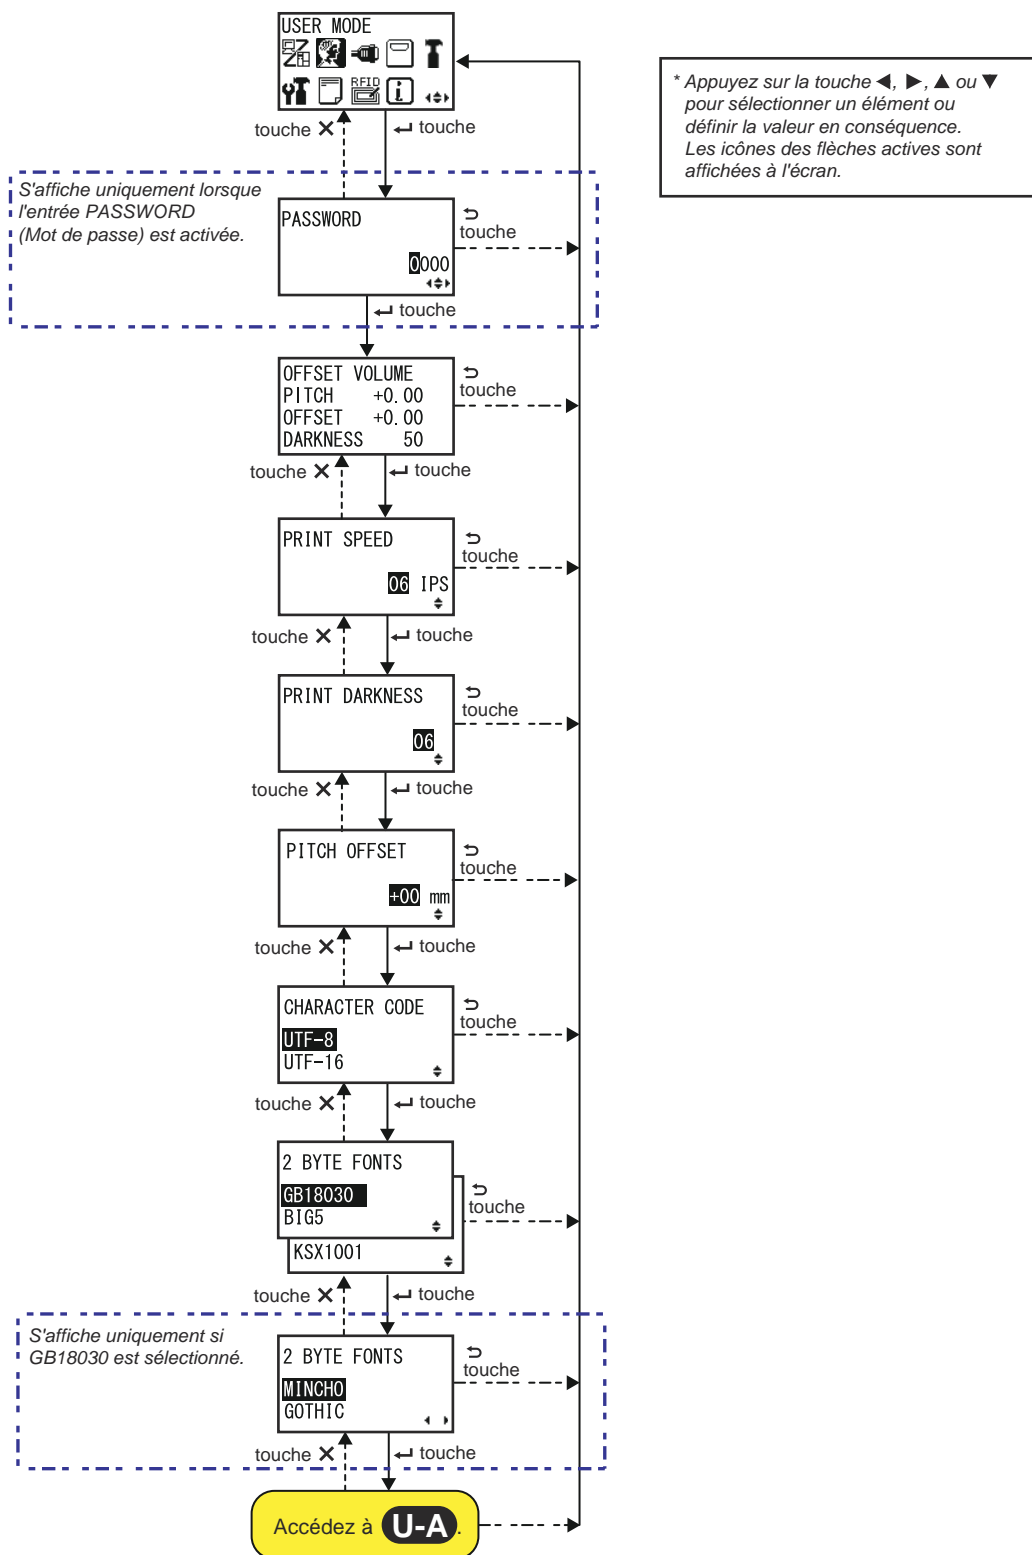 USER MODE
RFID
touche ✕
↵ touche
* Appuyez sur la touche ◀, ▶, ▲ ou ▼
pour sélectionner un élément ou
définir la valeur en conséquence.
Les icônes des flèches actives sont
affichées à l'écran.
S'affiche uniquement lorsque
l'entrée PASSWORD
(Mot de passe) est activée.
PASSWORD
0000
touche
↵ touche
OFFSET VOLUME
PITCH +0.00
OFFSET +0.00
DARKNESS 50
touche
touche ✕
↵ touche
PRINT SPEED
06 IPS
touche
touche ✕
↵ touche
PRINT DARKNESS
06
touche
touche ✕
↵ touche
PITCH OFFSET
+00 mm
touche
touche ✕
↵ touche
CHARACTER CODE
UTF-8
UTF-16
touche
touche ✕
↵ touche
2 BYTE FONTS
GB18030
BIG5
KSX1001
touche
touche ✕
↵ touche
S'affiche uniquement si
GB18030 est sélectionné.
2 BYTE FONTS
MINCHO
GOTHIC
touche
touche ✕
↵ touche
Accédez à U-A.